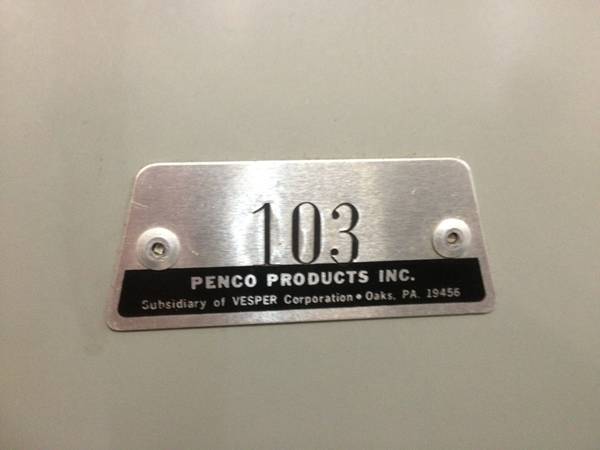 103
PENCO PRODUCTS INC.
Subsidiary of VESPER Corporation • Oaks, PA. 19456